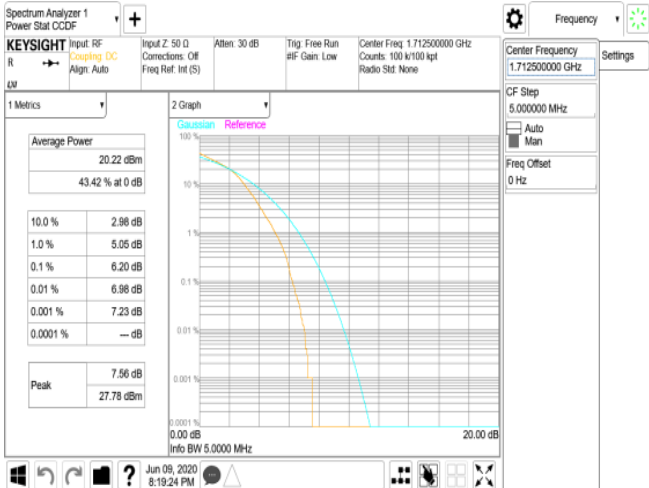 Spectrum Analyzer 1
Power Stat CCDF
+
KEYSIGHT
R
Input: RF
Coupling: DC
Align: Auto
Input Z: 50 Ω
Corrections: Off
Freq Ref: Int (S)
Atten: 30 dB
Trig: Free Run
#IF Gain: Low
Center Freq: 1.712500000 GHz
Counts: 100 k/100 kpt
Radio Std: None
1 Metrics
Average Power
20.22 dBm
43.42 % at 0 dB
10.0 % 2.98 dB
1.0 % 5.05 dB
0.1 % 6.20 dB
0.01 % 6.98 dB
0.001 % 7.23 dB
0.0001 % --- dB
Peak
7.56 dB
27.78 dBm
2 Graph
Gaussian Reference
100 %
10 %
1 %
0.1 %
0.01 %
0.001 %
0.0001 %
0.00 dB 20.00 dB
Info BW 5.0000 MHz
Frequency
Center Frequency
1.712500000 GHz
Settings
CF Step
5.000000 MHz
Auto
Man
Freq Offset
0 Hz
?
Jun 09, 2020
8:19:24 PM